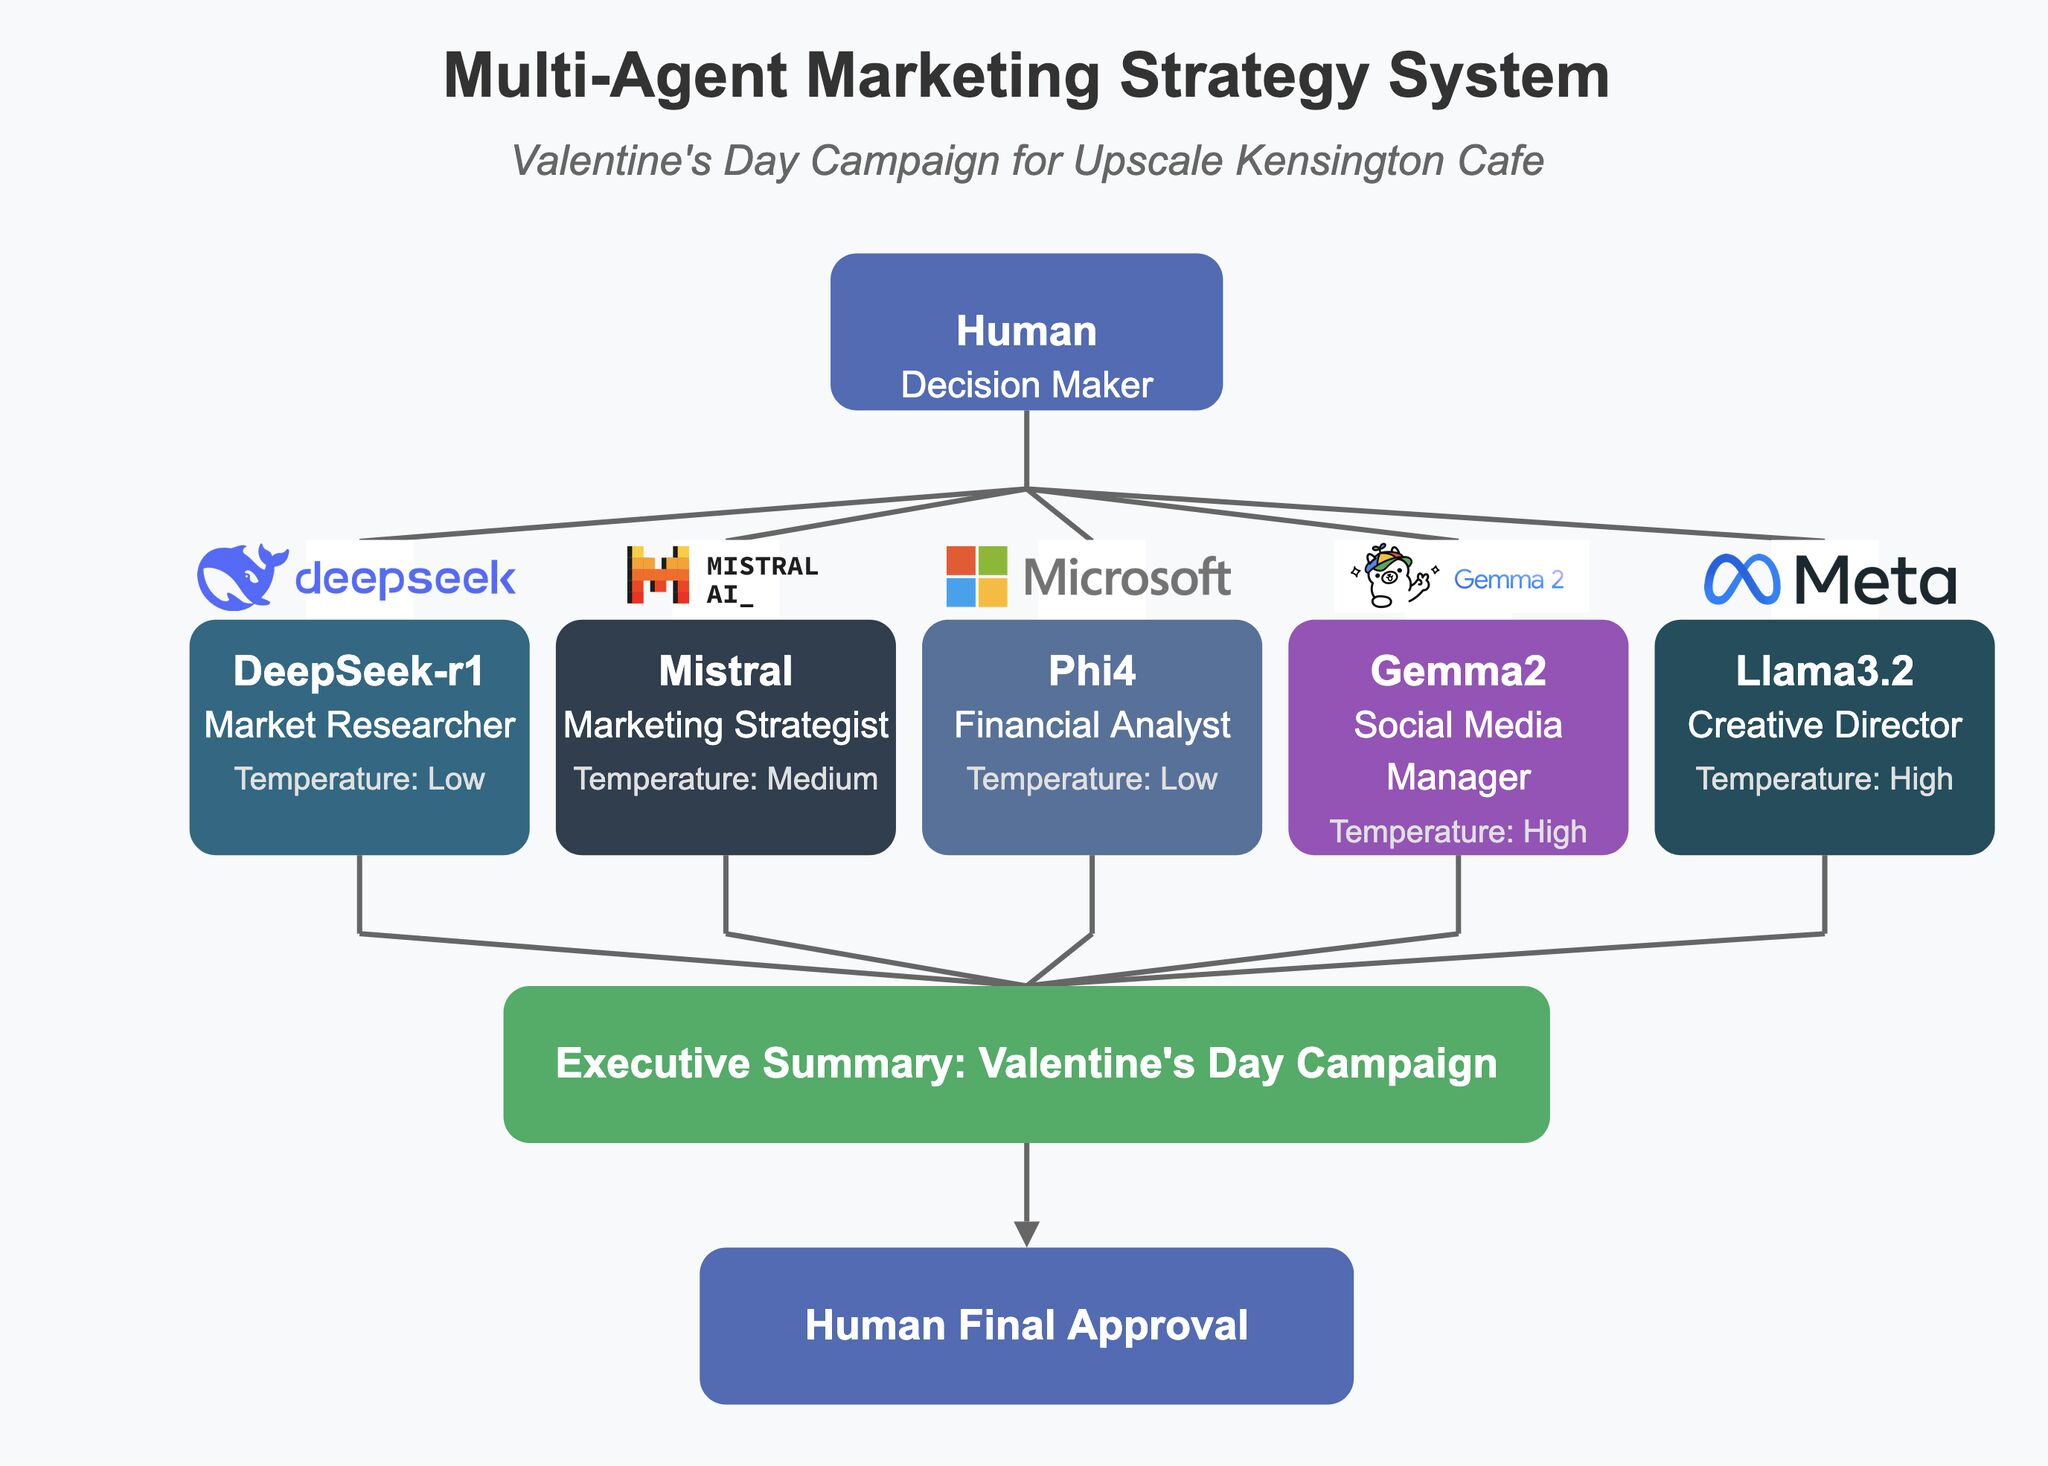 Multi-Agent Marketing Strategy System
Valentine's Day Campaign for Upscale Kensington Cafe
Human
Decision Maker
deepseek
MISTRAL
AI_
Microsoft
Gemma 2
Meta
DeepSeek-r1
Market Researcher
Temperature: Low
Mistral
Marketing Strategist
Temperature: Medium
Phi4
Financial Analyst
Temperature: Low
Gemma2
Social Media
Manager
Temperature: High
Llama3.2
Creative Director
Temperature: High
Executive Summary: Valentine's Day Campaign
Human Final Approval